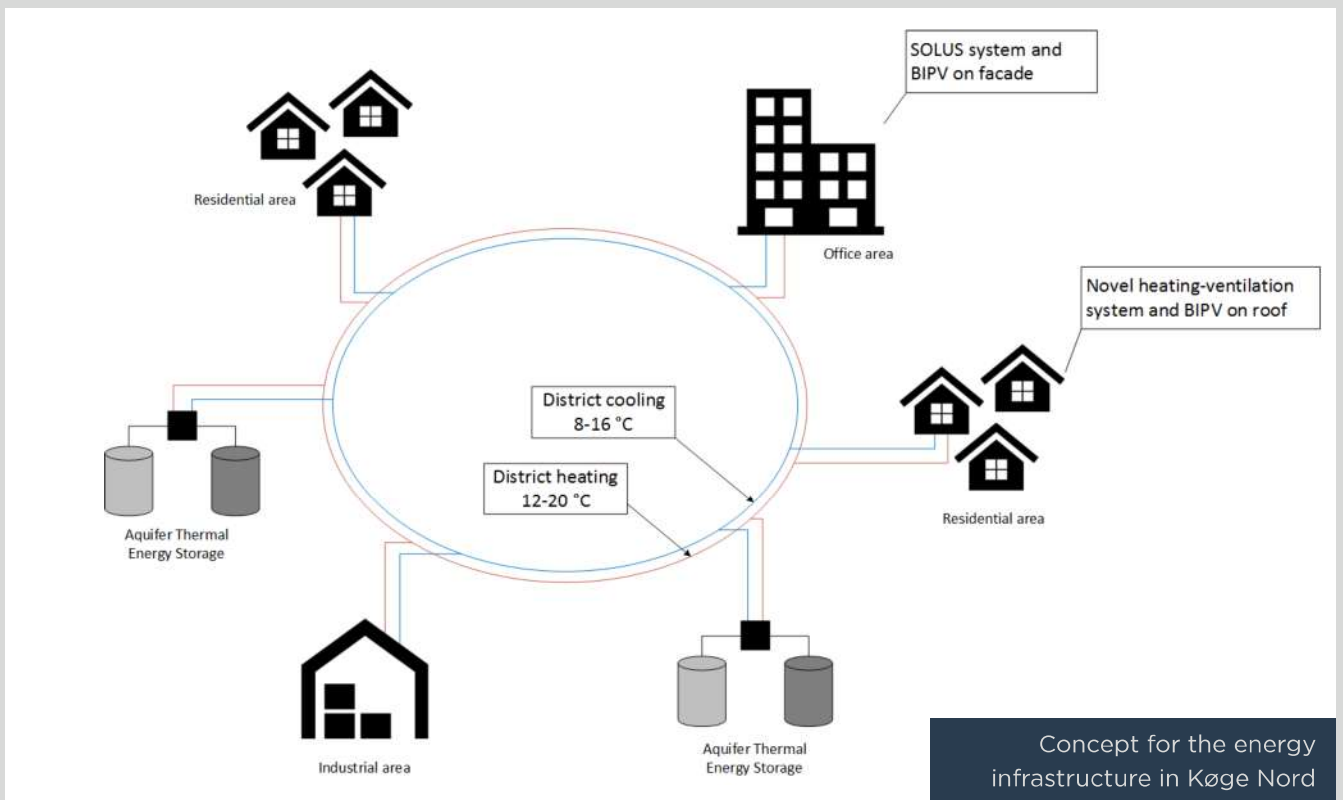 SOLUS system and
BIPV on facade
Residential area
Office area
Novel heating-ventilation
system and BIPV on roof
District cooling
8-16 °C
District heating
12-20 °C
Residential area
Aquifer Thermal
Energy Storage
Industrial area
Aquifer Thermal
Energy Storage
Concept for the energy
infrastructure in Køge Nord